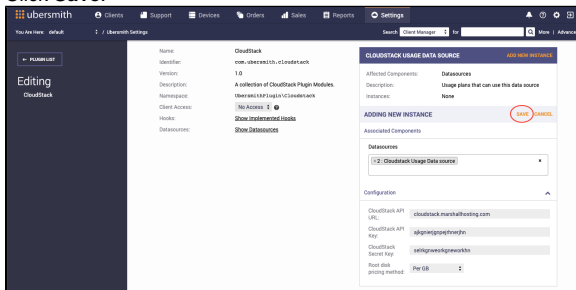 Click Save.
ubersmith Clients Support Devices Orders Sales Reports Settings
You Are Here: default / Ubersmith Settings Search Client Manager for More | Advance
← PLUGIN LIST
Editing
CloudStack
Name: CloudStack
Identifier: com.ubersmith.cloudstack
Version: 1.0
Description: A collection of CloudStack Plugin Modules.
Namespace: UbersmithPlugin\Cloudstack
Client Access: No Access
Hooks: Show Implemented Hooks
Datasources: Show Datasources
CLOUDSTACK USAGE DATA SOURCE ADD NEW INSTANCE
Affected Components: Datasources
Description: Usage plans that can use this data source
Instances: None
ADDING NEW INSTANCE SAVE CANCEL
Associated Components
Datasources
×2: Cloudstack Usage Data source ×
Configuration
CloudStack API URL: cloudstack.marshallhosting.com
CloudStack API Key: ajkgnierjgnpejrhnerjhn
CloudStack Secret Key: selrkgnweorkgneworkhn
Root disk pricing method: Per GB